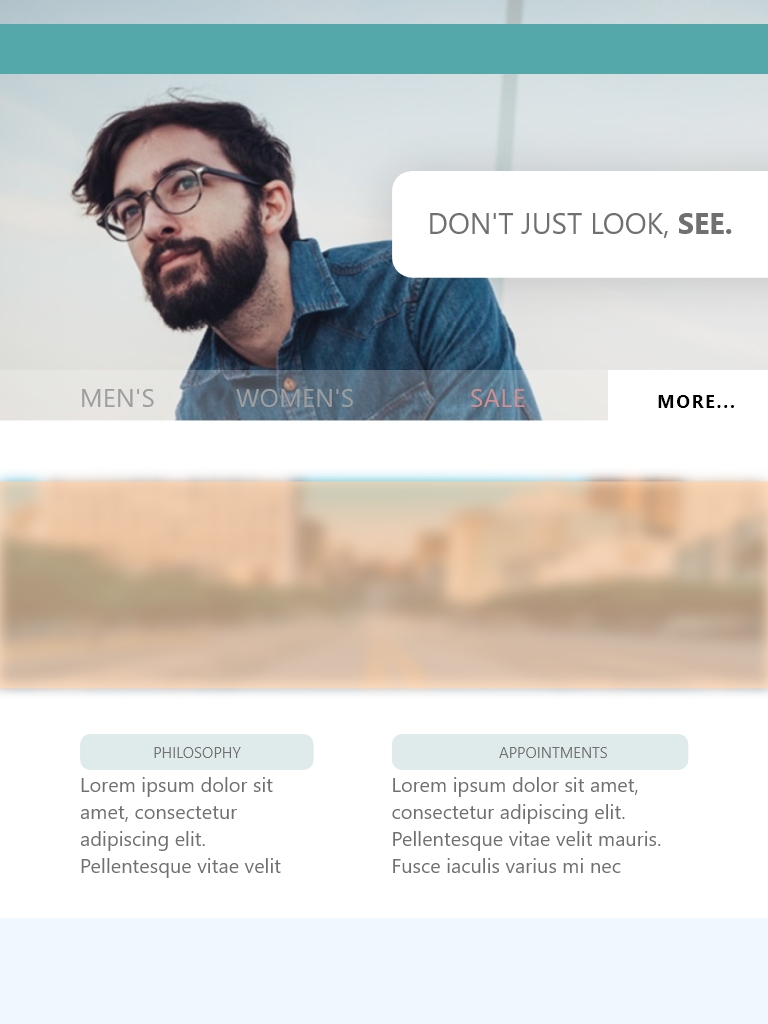 DON'T JUST LOOK, SEE.
MEN'S
WOMEN'S
SALE
MORE...
PHILOSOPHY
Lorem ipsum dolor sit
amet, consectetur
adipiscing elit.
Pellentesque vitae velit
APPOINTMENTS
Lorem ipsum dolor sit amet,
consectetur adipiscing elit.
Pellentesque vitae velit mauris.
Fusce iaculis varius mi nec